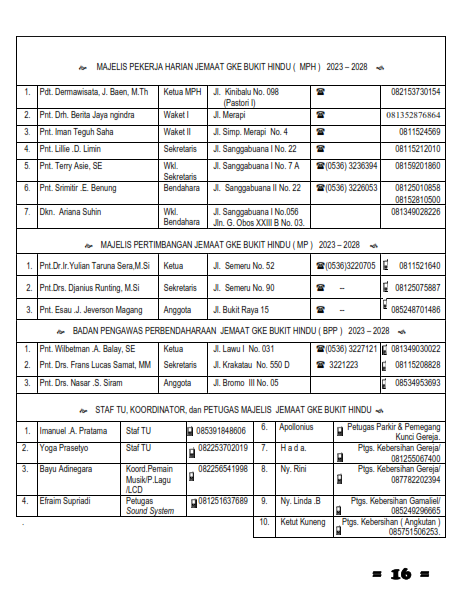 MAJELIS PEKERJA HARIAN JEMAAT GKE BUKIT HINDU ( MPH ) 2023 – 2028
1. Pdt. Dermawisata, J. Baen, M.Th Ketua MPH Jl. Kinibalu No. 098 ☎ 082153730154
(Pastori I)
2. Pnt. Drh. Berita Jaya ngindra Waket I Jl. Merapi ☎ 081352876864
3. Pnt. Iman Teguh Saha Waket II Jl. Simp. Merapi No. 4 ☎ 0811524569
4. Pnt. Lillie .D. Limin Sekretaris Jl. Sanggabuana I No. 22 ☎ 08115212010
5. Pnt. Terry Asie, SE Wkl. Jl. Sanggabuana I No. 7 A ☎(0536) 3236394 08159201860
Sekretaris
6. Pnt. Srimitir .E. Benung Bendahara Jl. Sanggabuana II No. 22 ☎(0536) 3226053 08125010858
08152810500
7. Dkn. Ariana Suhin Wkl. Jl. Sanggabuana I No.056 081349028226
Bendahara Jln. G. Obos XXIII B No. 03.
MAJELIS PERTIMBANGAN JEMAAT GKE BUKIT HINDU ( MP ) 2023 – 2028
1. Pnt.Dr.Ir.Yulian Taruna Sera,M.Si Ketua Jl. Semeru No. 52 ☎(0536)3220705 0811521640
2. Pnt.Drs. Djanius Runting, M.Si Sekretaris Jl. Semeru No. 90 ☎ -- 08125075887
3. Pnt. Esau .J. Jeverson Magang Anggota Jl. Bukit Raya 15 ☎ -- 085248701486
BADAN PENGAWAS PERBENDAHARAAN JEMAAT GKE BUKIT HINDU ( BPP ) 2023 – 2028
1. Pnt. Wilbetman .A. Balay, SE Ketua Jl. Lawu I No. 031 ☎(0536) 3227121 081349030022
2. Pnt. Drs. Frans Lucas Samat, MM Sekretaris Jl. Krakatau No. 550 D ☎ 3221223 08115208828
3. Pnt. Drs. Nasar .S. Siram Anggota Jl. Bromo III No. 05 08534953693
STAF TU, KOORDINATOR, dan PETUGAS MAJELIS JEMAAT GKE BUKIT HINDU
1. Imanuel .A. Pratama Staf TU 085391848606
2. Yoga Prasetyo Staf TU 082253702019
3. Bayu Adinegara Koord.Pemain 082256541998
Musik/P.Lagu
/LCD
4. Efraim Supriadi Petugas 081251637689
Sound System
.
6. Apollonius Petugas Parkir & Pemegang
Kunci Gereja.
7. H a d a. Ptgs. Kebersihan Gereja/
081255067400
8. Ny. Rini Ptgs. Kebersihan Gereja/
087782202394
9. Ny. Linda .B Ptgs. Kebersihan Gamaliel/
085249296665
10. Ketut Kuneng Ptgs. Kebersihan ( Angkutan )
085751506253.
= 16 =